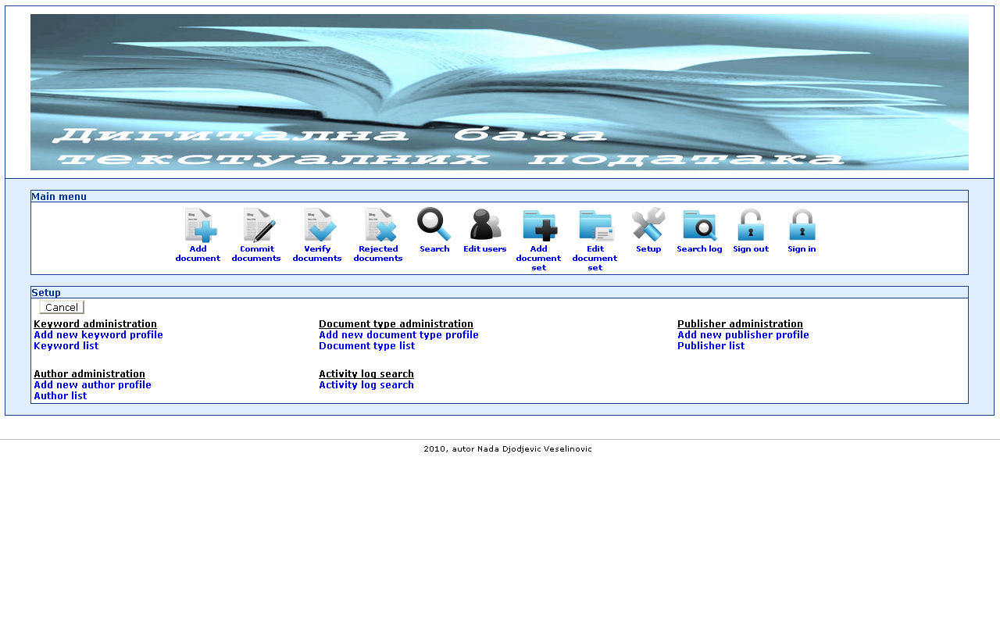 Дигитална база
текстуалних података
Main menu
Add document
Commit documents
Verify documents
Rejected documents
Search
Edit users
Add document set
Edit document set
Setup
Search log
Sign out
Sign in
Setup
Cancel
Keyword administration
Add new keyword profile
Keyword list
Document type administration
Add new document type profile
Document type list
Publisher administration
Add new publisher profile
Publisher list
Author administration
Add new author profile
Author list
Activity log search
Activity log search
2010, autor Nada Djodjevic Veselinovic